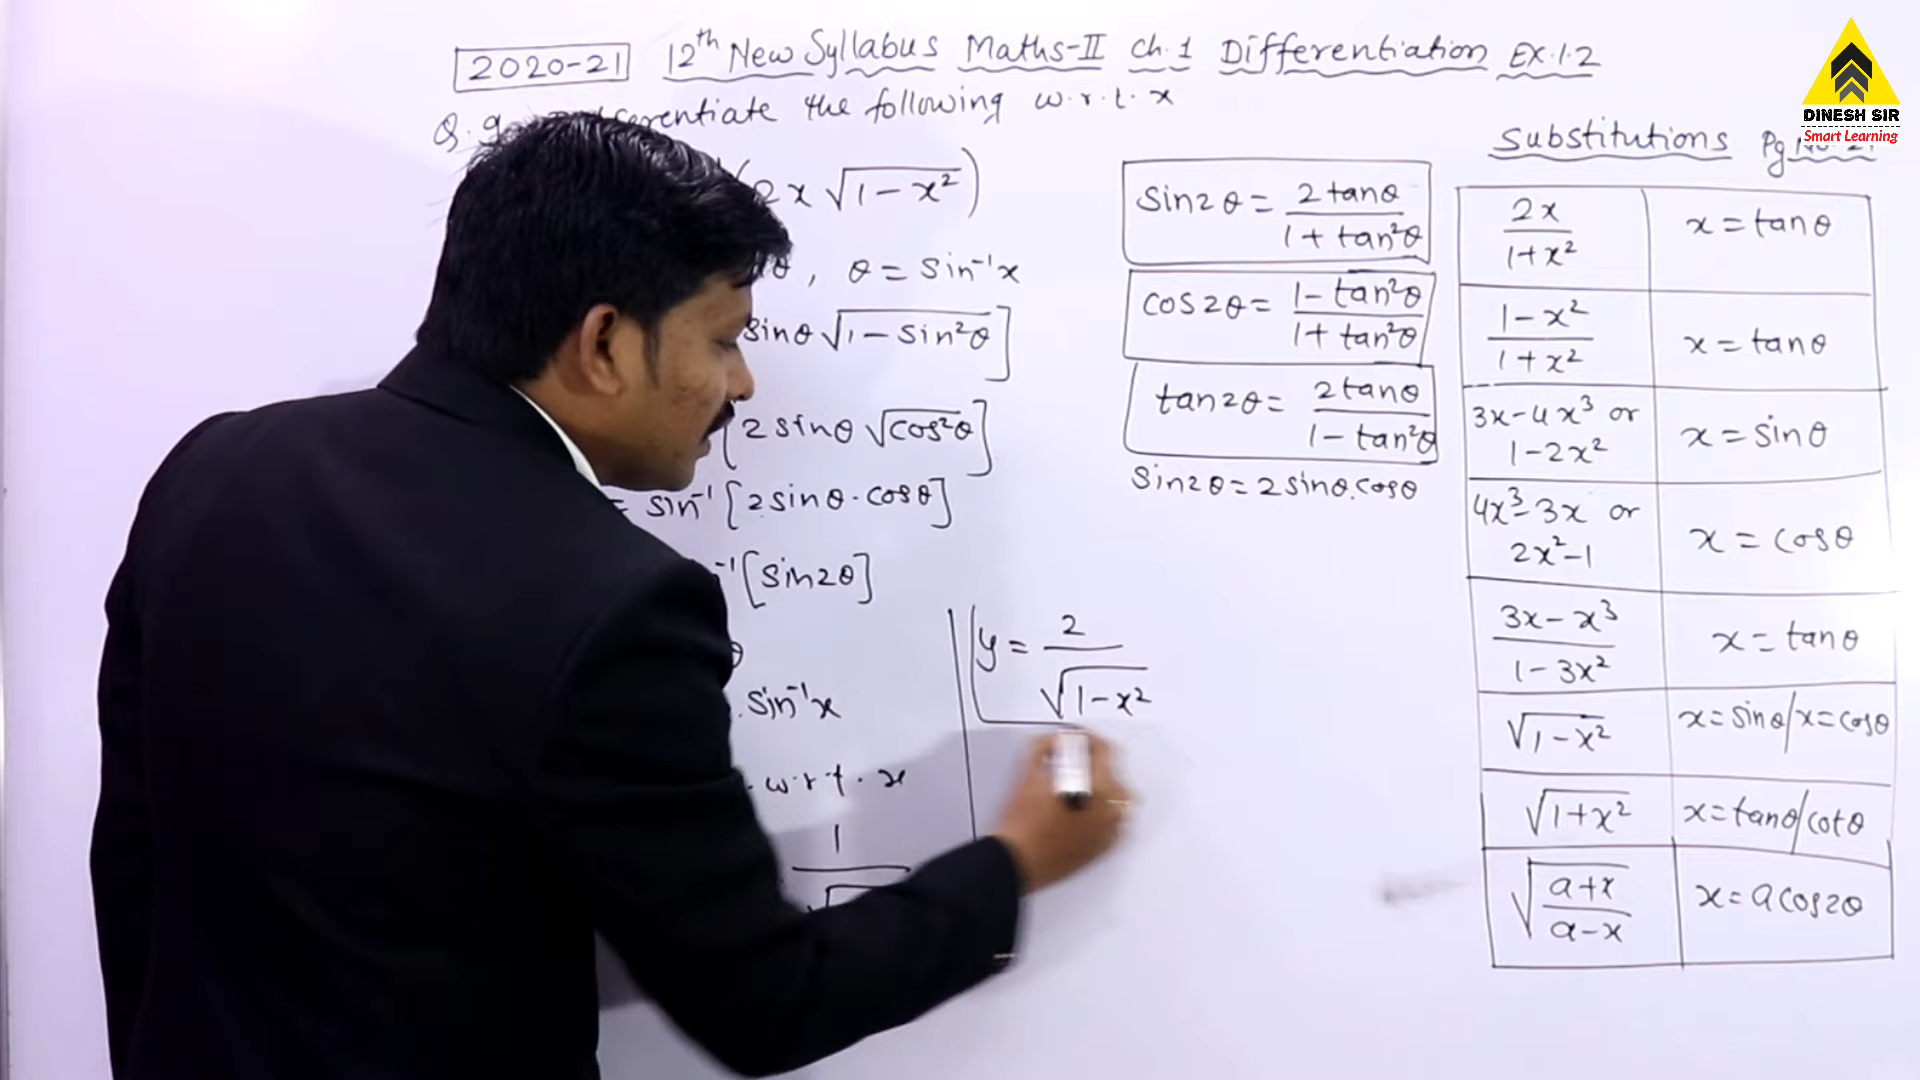 2020-21 12th New Syllabus Maths-II Ch.1 Differentiation EX.1.2
DINESH SIR
Smart Learning
Q. 9 the following w.r.t. x
2x √(1-x²))
, θ = sin⁻¹x
sinθ √(1-sin²θ)]
[2sinθ √(cos²θ)]
= sin⁻¹[2sinθ.cosθ]
⁻¹[sin2θ]
θ
. sin⁻¹x
. w.r.t. x
1
√
y = 2/√(1-x²)
sin2θ = 2tanθ/(1+tan²θ)
cos2θ = (1-tan²θ)/(1+tan²θ)
tan2θ = 2tanθ/(1-tan²θ)
sin2θ=2sinθ.cosθ
Substitutions Pg
2x/(1+x²) x=tanθ
(1-x²)/(1+x²) x=tanθ
3x-4x³ or
1-2x² x=sinθ
4x³-3x or
2x²-1 x=cosθ
(3x-x³)/(1-3x²) x=tanθ
√(1-x²) x=sinθ/x=cosθ
√(1+x²) x=tanθ/cotθ
√((a+x)/(a-x)) x=acos2θ